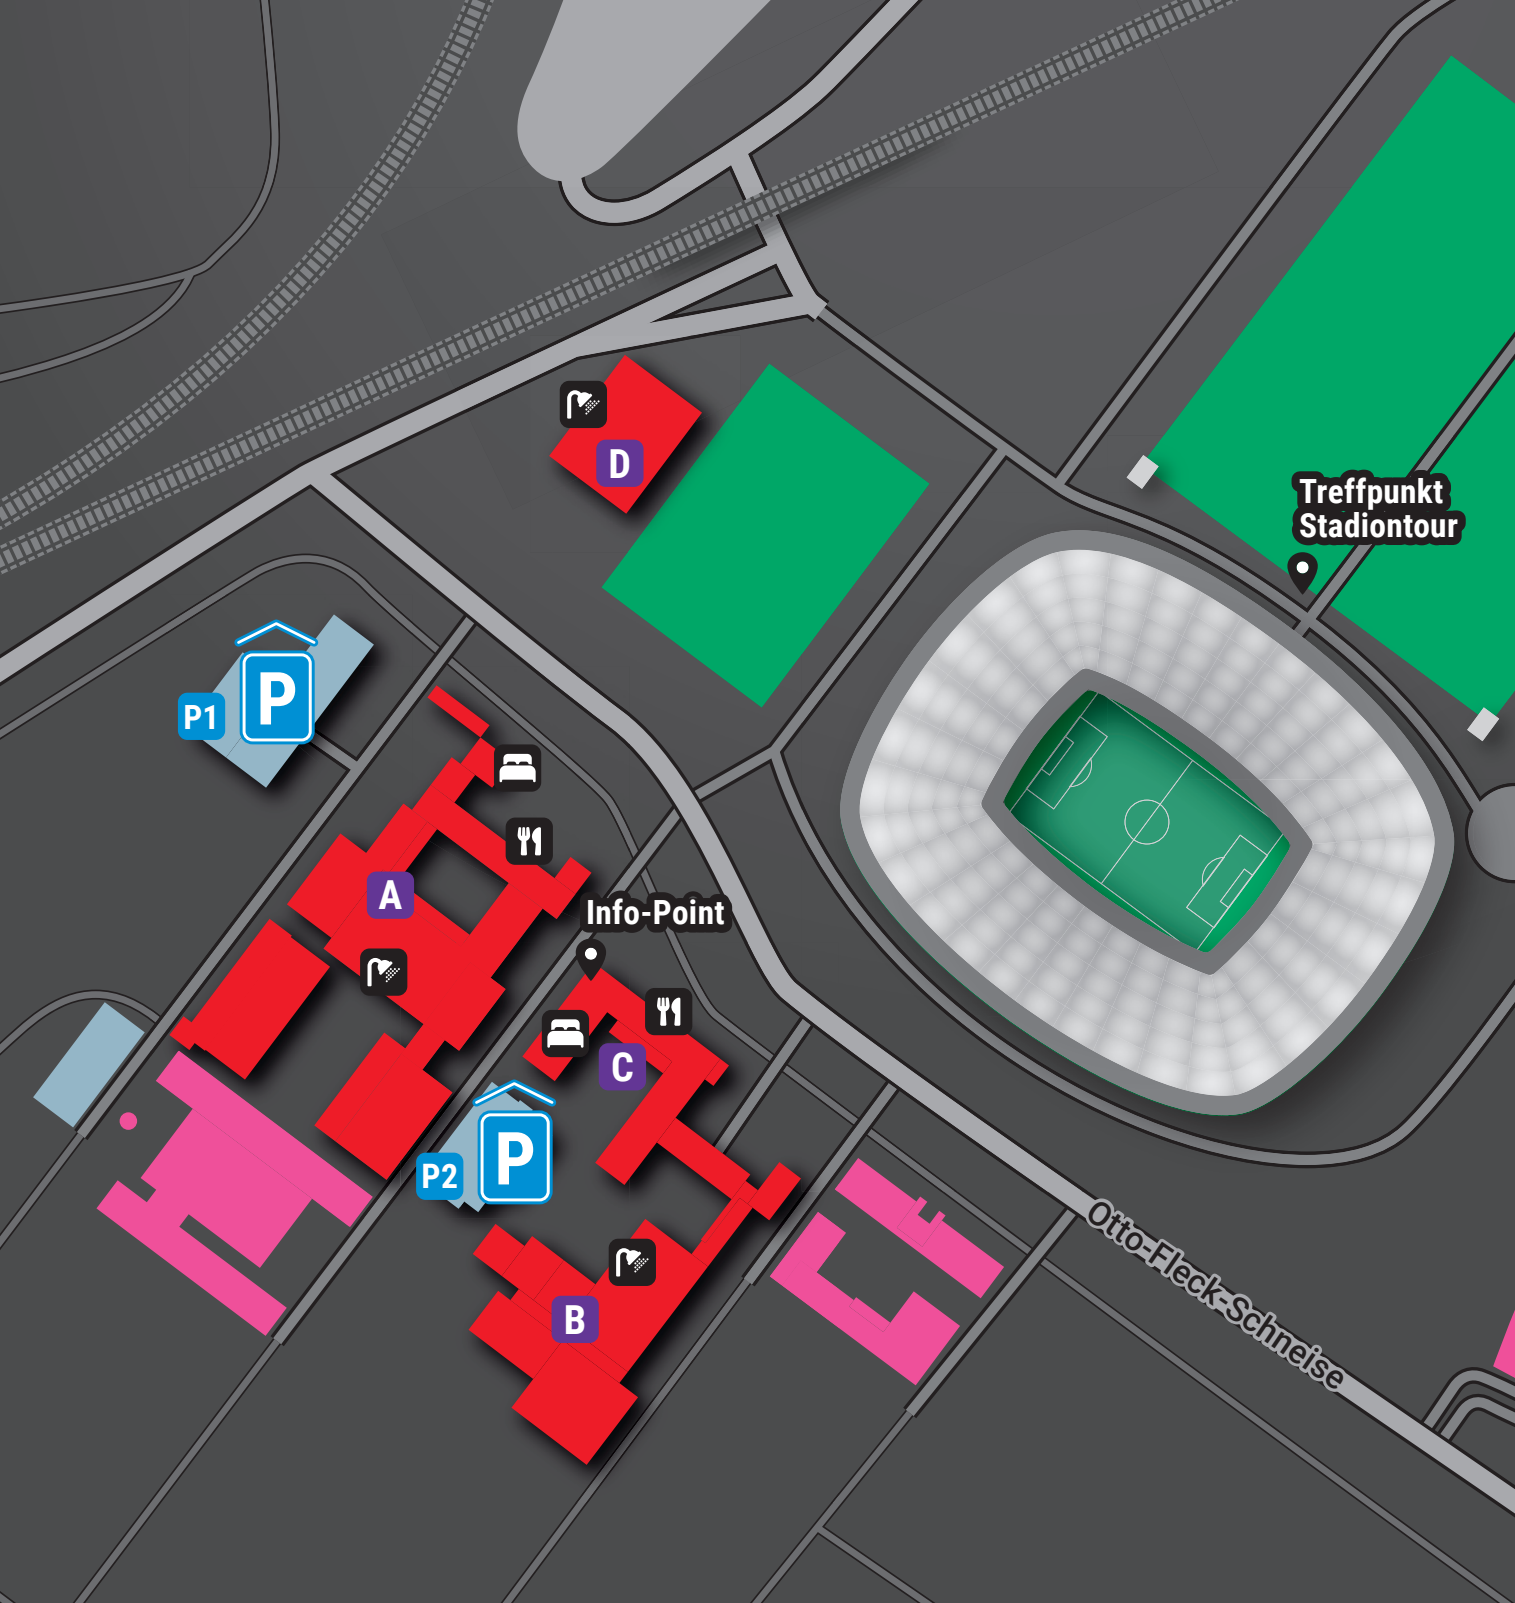 Treffpunkt
Stadiontour
D
P
P1
A
Info-Point
C
P
P2
B
Otto-Fleck-Schneise